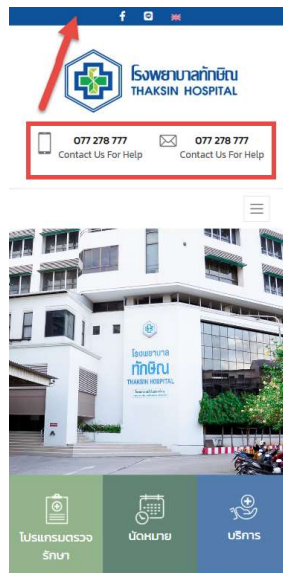 โรงพยาบาลทักษิณ
THAKSIN HOSPITAL
077 278 777
Contact Us For Help
077 278 777
Contact Us For Help
โรงพยาบาล
ทักษิณ
THAKSIN HOSPITAL
โปรแกรมตรวจ
รักษา
นัดหมาย
บริการ